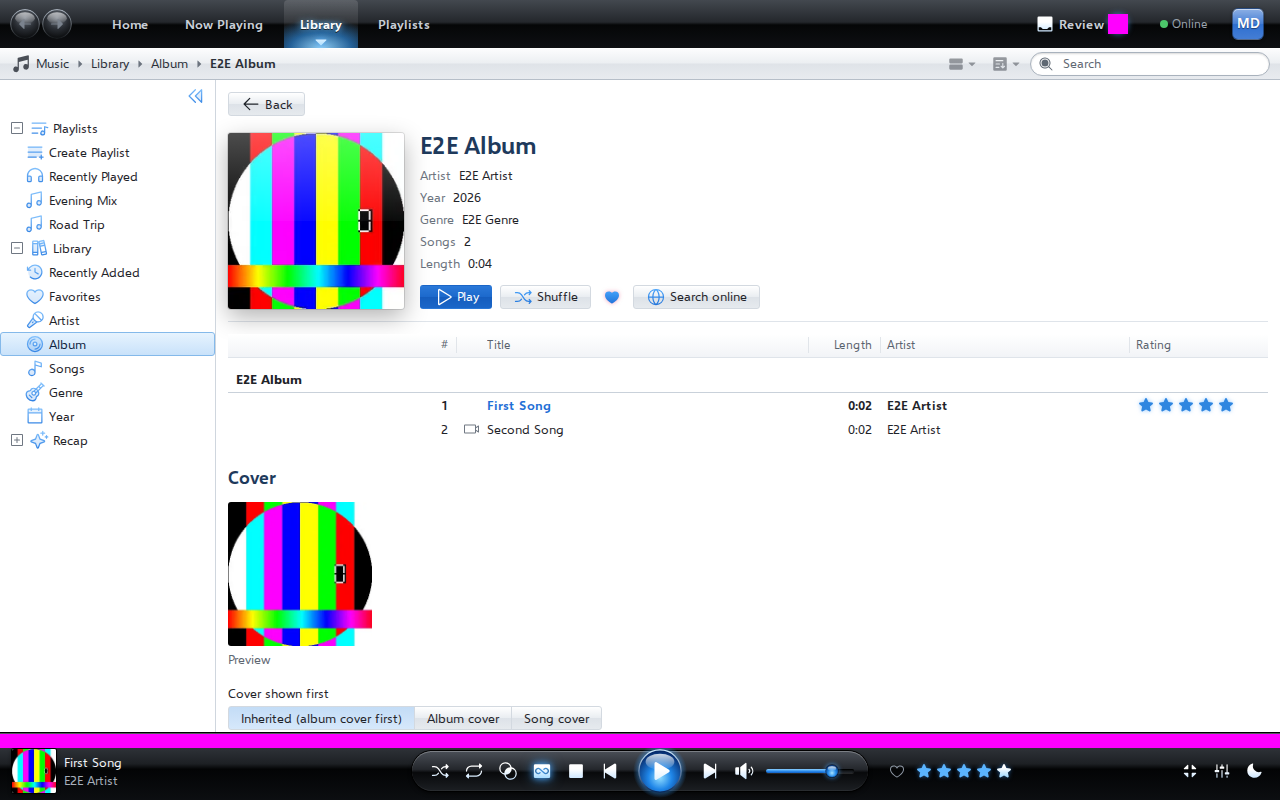 Home
Now Playing
Library
Playlists
Review
Online
MD
Music
Library
Album
E2E Album
Search
Playlists
Create Playlist
Recently Played
Evening Mix
Road Trip
Library
Recently Added
Favorites
Artist
Album
Songs
Genre
Year
Recap
Back
E2E Album
Artist E2E Artist
Year 2026
Genre E2E Genre
Songs 2
Length 0:04
Play
Shuffle
Search online
# Title Length Artist Rating
E2E Album
1 First Song 0:02 E2E Artist
2 Second Song 0:02 E2E Artist
Cover
Preview
Cover shown first
Inherited (album cover first)
Album cover
Song cover
First Song
E2E Artist